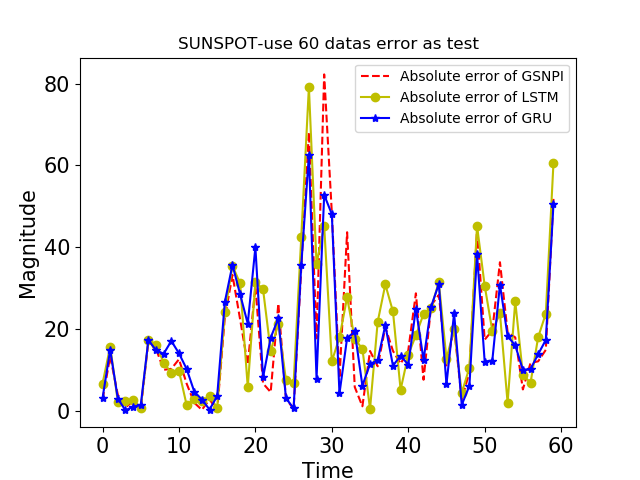 SUNSPOT-use 60 datas error as test
Absolute error of GSNPI
Absolute error of LSTM
Absolute error of GRU
Magnitude
80
60
40
20
0
0 10 20 30 40 50 60
Time